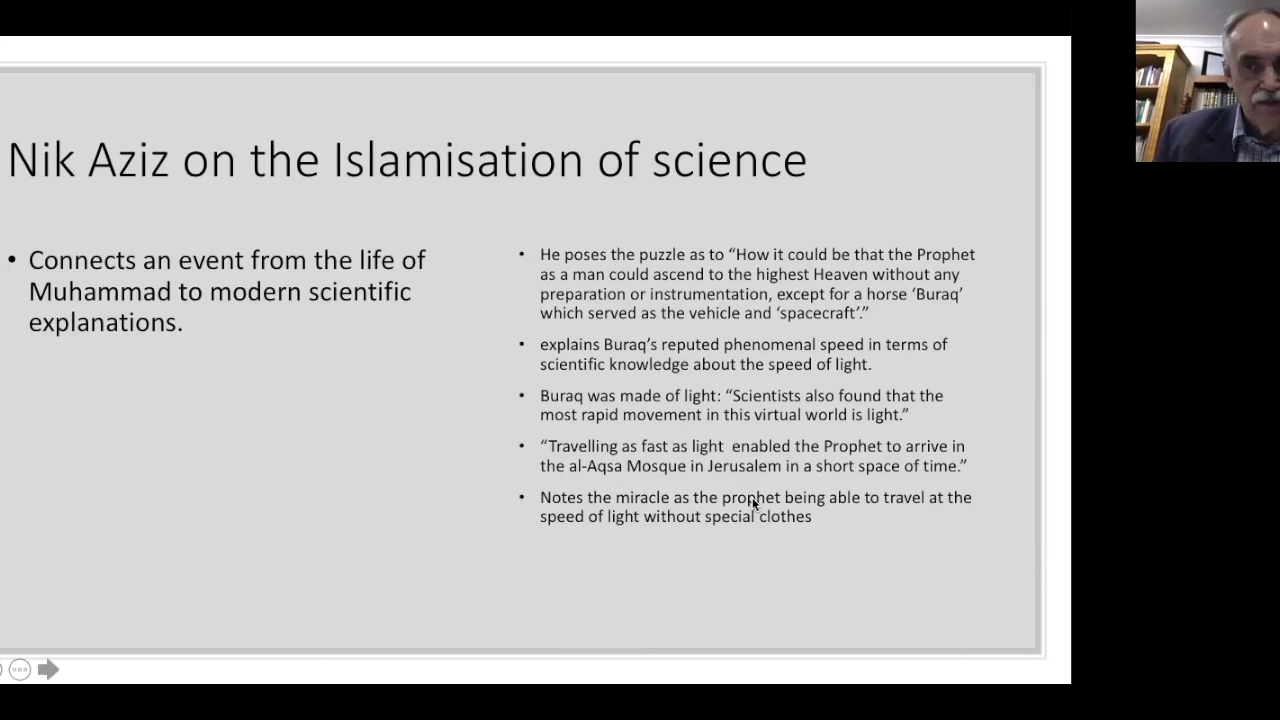 Nik Aziz on the Islamisation of science
• Connects an event from the life of
Muhammad to modern scientific
explanations.
• He poses the puzzle as to “How it could be that the Prophet
as a man could ascend to the highest Heaven without any
preparation or instrumentation, except for a horse ‘Buraq’
which served as the vehicle and ‘spacecraft’.”
• explains Buraq’s reputed phenomenal speed in terms of
scientific knowledge about the speed of light.
• Buraq was made of light: “Scientists also found that the
most rapid movement in this virtual world is light.”
• “Travelling as fast as light enabled the Prophet to arrive in
the al-Aqsa Mosque in Jerusalem in a short space of time.”
• Notes the miracle as the prophet being able to travel at the
speed of light without special clothes